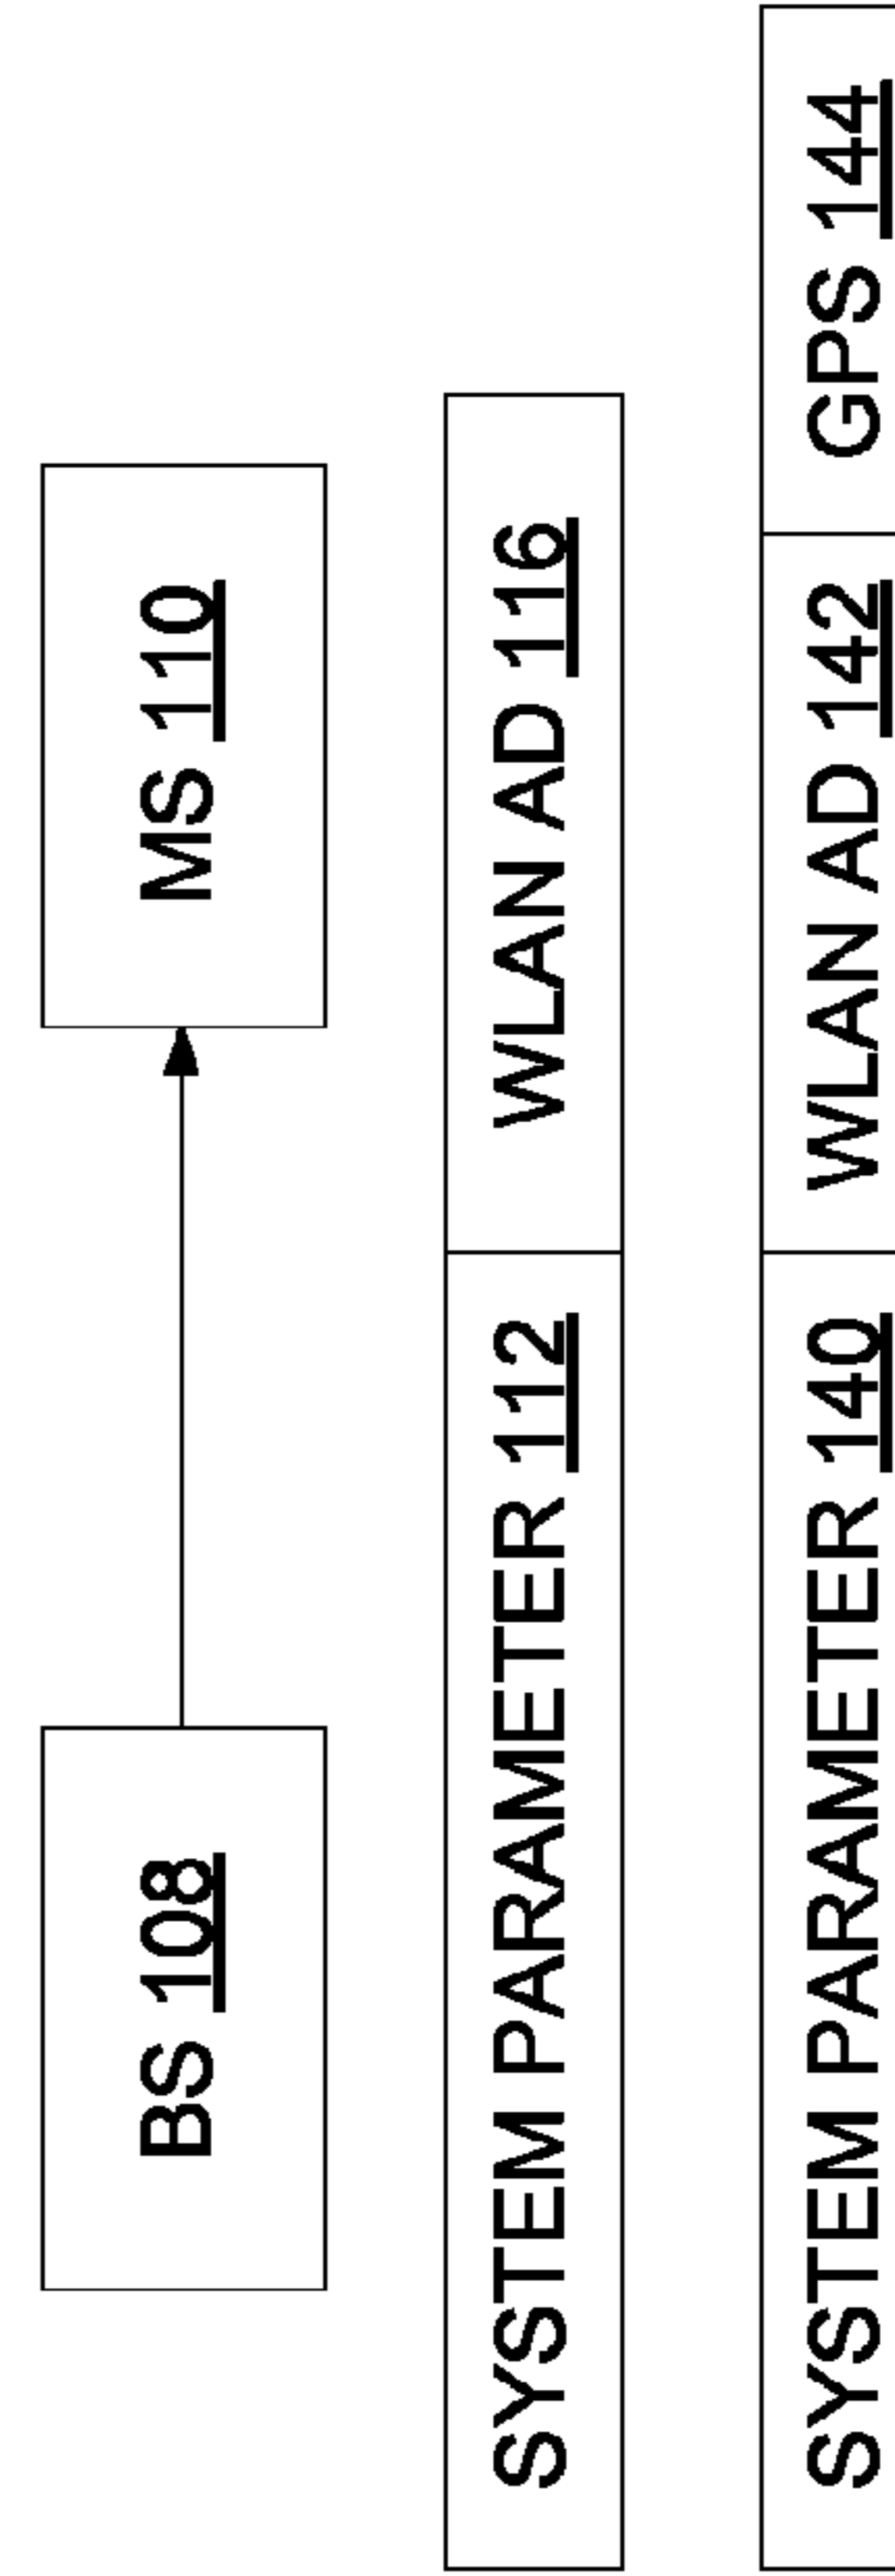 BS 108
MS 110
SYSTEM PARAMETER 112 WLAN AD 116
SYSTEM PARAMETER 140 WLAN AD 142 GPS 144